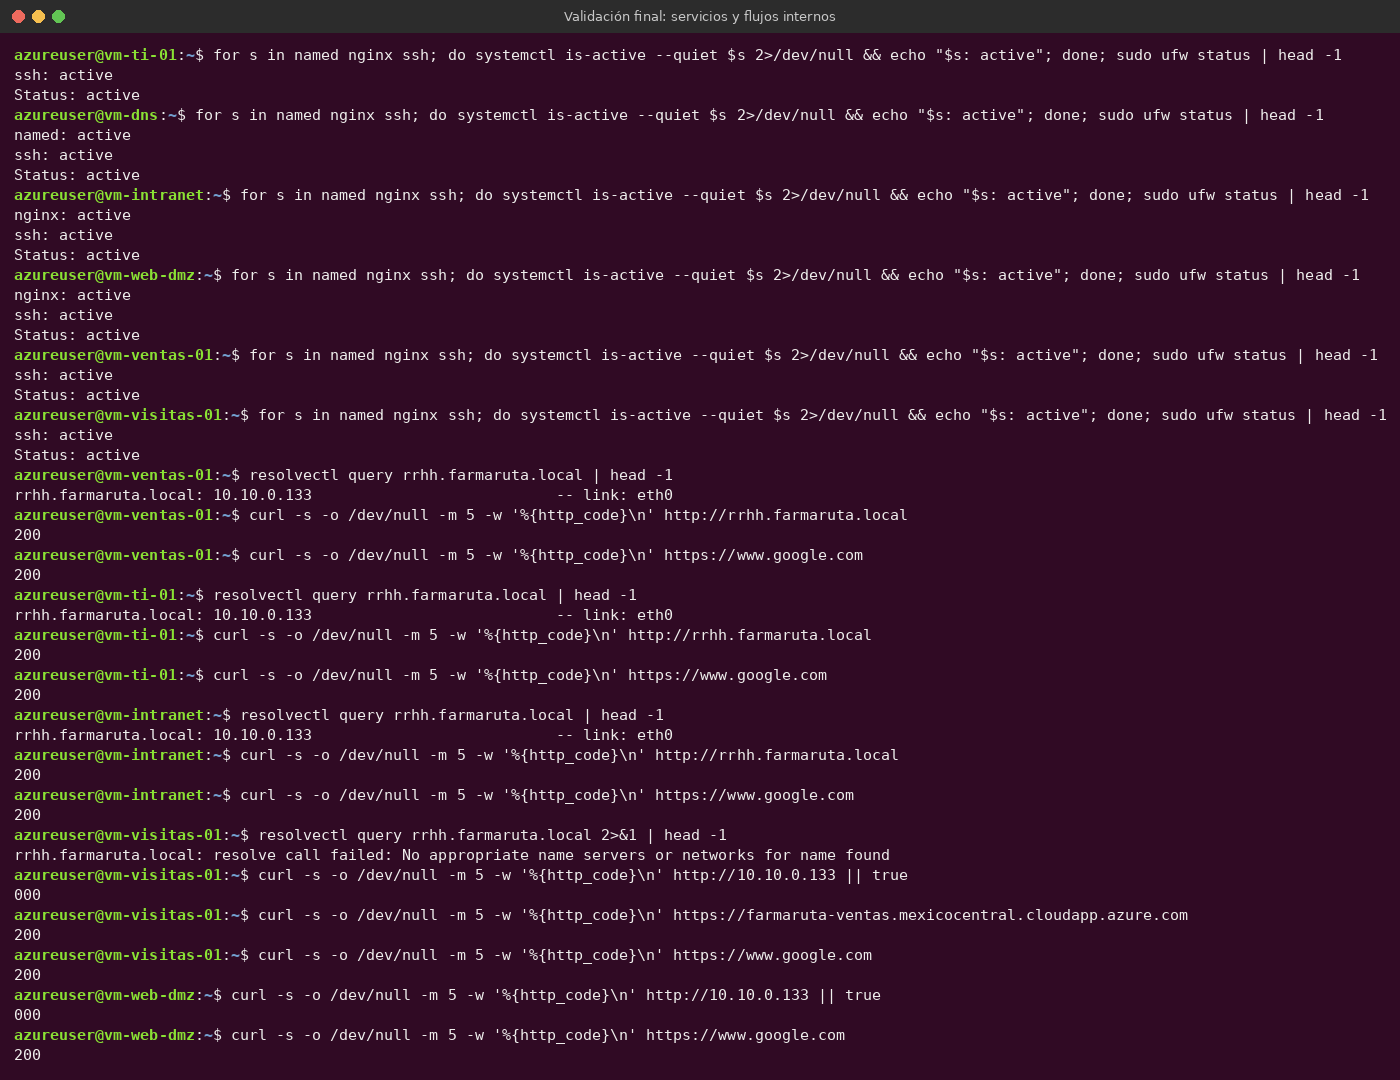 Validación final: servicios y flujos internos
azureuser@vm-ti-01:~$ for s in named nginx ssh; do systemctl is-active --quiet $s 2>/dev/null && echo "$s: active"; done; sudo ufw status | head -1
ssh: active
Status: active
azureuser@vm-dns:~$ for s in named nginx ssh; do systemctl is-active --quiet $s 2>/dev/null && echo "$s: active"; done; sudo ufw status | head -1
named: active
ssh: active
Status: active
azureuser@vm-intranet:~$ for s in named nginx ssh; do systemctl is-active --quiet $s 2>/dev/null && echo "$s: active"; done; sudo ufw status | head -1
nginx: active
ssh: active
Status: active
azureuser@vm-web-dmz:~$ for s in named nginx ssh; do systemctl is-active --quiet $s 2>/dev/null && echo "$s: active"; done; sudo ufw status | head -1
nginx: active
ssh: active
Status: active
azureuser@vm-ventas-01:~$ for s in named nginx ssh; do systemctl is-active --quiet $s 2>/dev/null && echo "$s: active"; done; sudo ufw status | head -1
ssh: active
Status: active
azureuser@vm-visitas-01:~$ for s in named nginx ssh; do systemctl is-active --quiet $s 2>/dev/null && echo "$s: active"; done; sudo ufw status | head -1
ssh: active
Status: active
azureuser@vm-ventas-01:~$ resolvectl query rrhh.farmaruta.local | head -1
rrhh.farmaruta.local: 10.10.0.133                           -- link: eth0
azureuser@vm-ventas-01:~$ curl -s -o /dev/null -m 5 -w '%{http_code}\n' http://rrhh.farmaruta.local
200
azureuser@vm-ventas-01:~$ curl -s -o /dev/null -m 5 -w '%{http_code}\n' https://www.google.com
200
azureuser@vm-ti-01:~$ resolvectl query rrhh.farmaruta.local | head -1
rrhh.farmaruta.local: 10.10.0.133                           -- link: eth0
azureuser@vm-ti-01:~$ curl -s -o /dev/null -m 5 -w '%{http_code}\n' http://rrhh.farmaruta.local
200
azureuser@vm-ti-01:~$ curl -s -o /dev/null -m 5 -w '%{http_code}\n' https://www.google.com
200
azureuser@vm-intranet:~$ resolvectl query rrhh.farmaruta.local | head -1
rrhh.farmaruta.local: 10.10.0.133                           -- link: eth0
azureuser@vm-intranet:~$ curl -s -o /dev/null -m 5 -w '%{http_code}\n' http://rrhh.farmaruta.local
200
azureuser@vm-intranet:~$ curl -s -o /dev/null -m 5 -w '%{http_code}\n' https://www.google.com
200
azureuser@vm-visitas-01:~$ resolvectl query rrhh.farmaruta.local 2>&1 | head -1
rrhh.farmaruta.local: resolve call failed: No appropriate name servers or networks for name found
azureuser@vm-visitas-01:~$ curl -s -o /dev/null -m 5 -w '%{http_code}\n' http://10.10.0.133 || true
000
azureuser@vm-visitas-01:~$ curl -s -o /dev/null -m 5 -w '%{http_code}\n' https://farmaruta-ventas.mexicocentral.cloudapp.azure.com
200
azureuser@vm-visitas-01:~$ curl -s -o /dev/null -m 5 -w '%{http_code}\n' https://www.google.com
200
azureuser@vm-web-dmz:~$ curl -s -o /dev/null -m 5 -w '%{http_code}\n' http://10.10.0.133 || true
000
azureuser@vm-web-dmz:~$ curl -s -o /dev/null -m 5 -w '%{http_code}\n' https://www.google.com
200